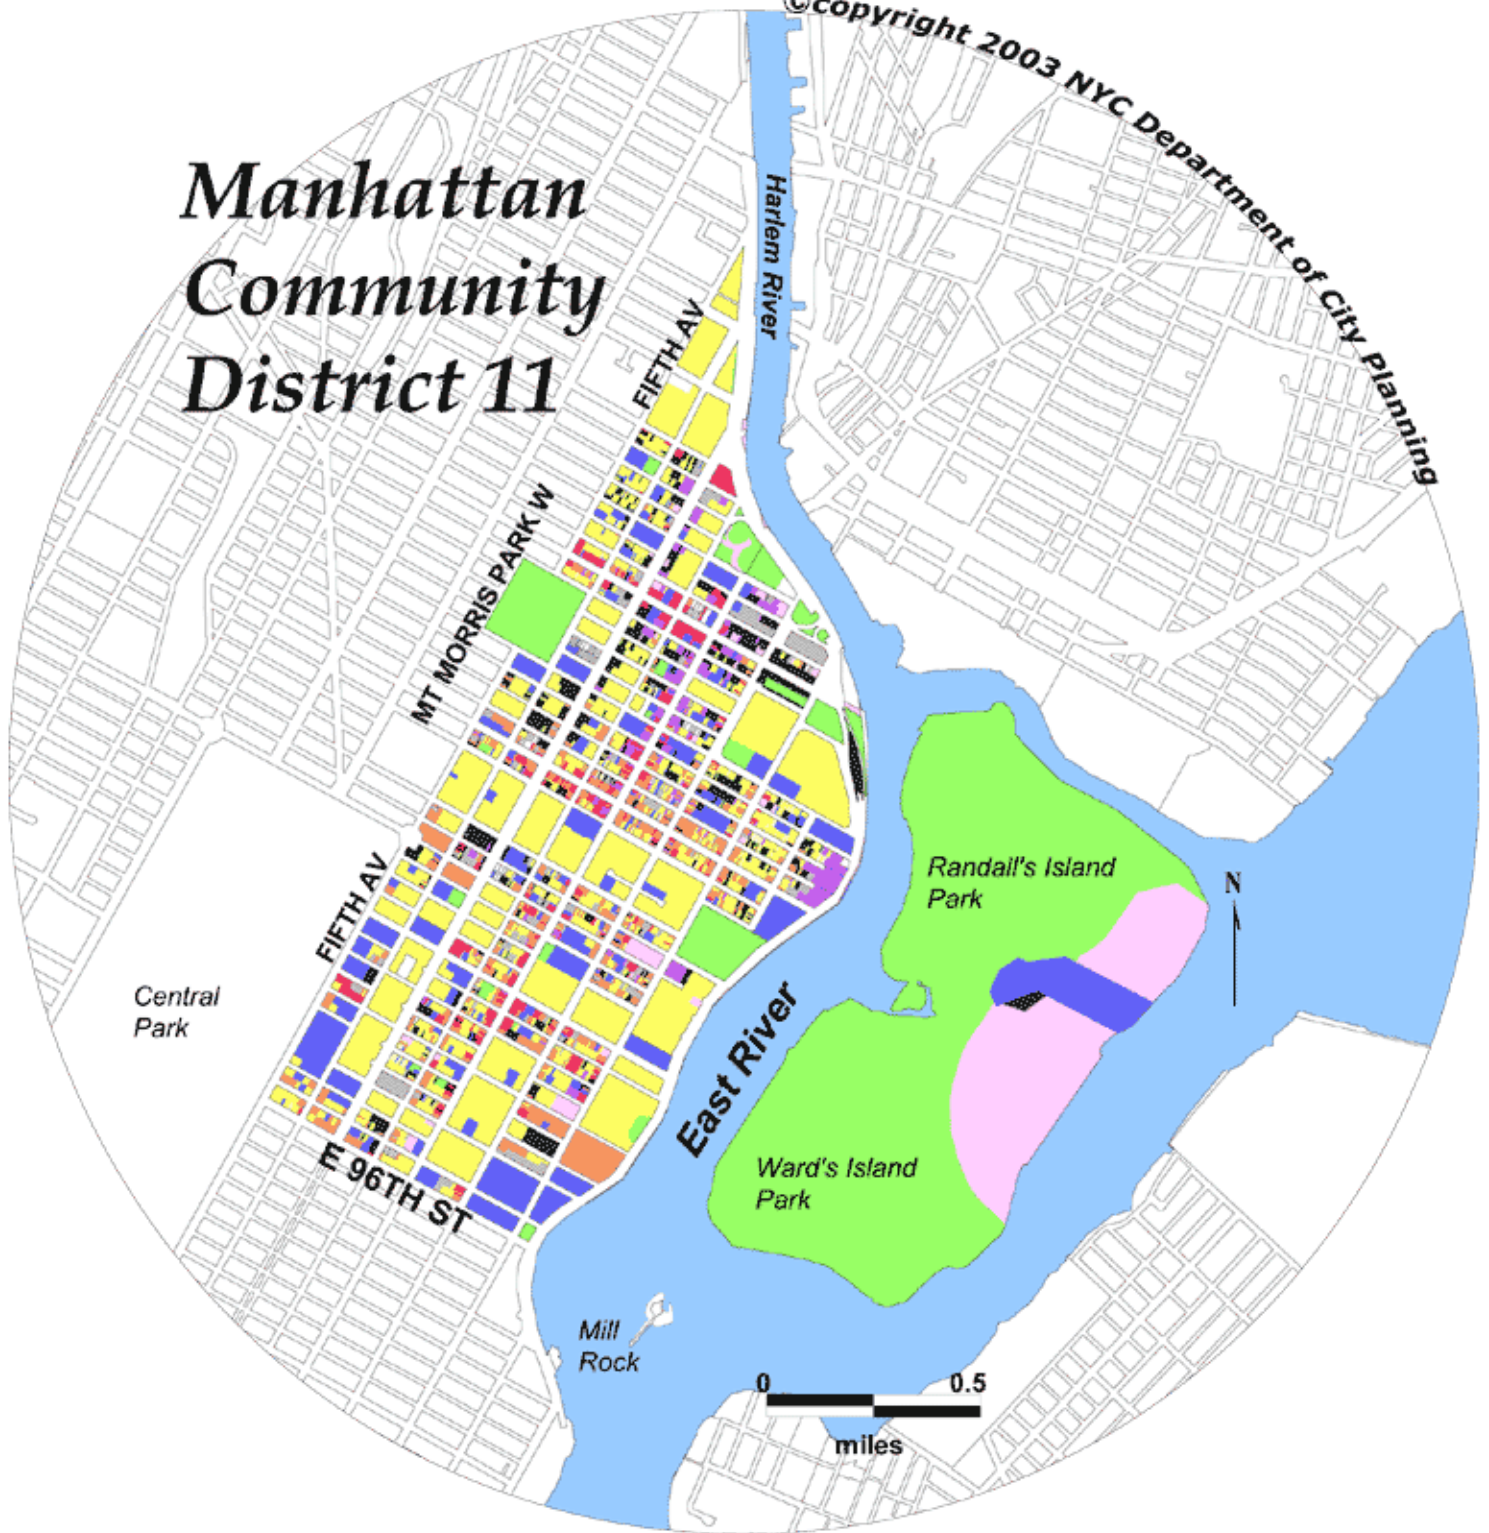 ©copyright 2003 NYC Department of City Planning
Manhattan
Community
District 11
Harlem River
FIFTH AV
MT MORRIS PARK W
FIFTH AV
Randall's Island
Park
N
Central
Park
East River
Ward's Island
Park
E 96TH ST
Mill
Rock
0 0.5
miles